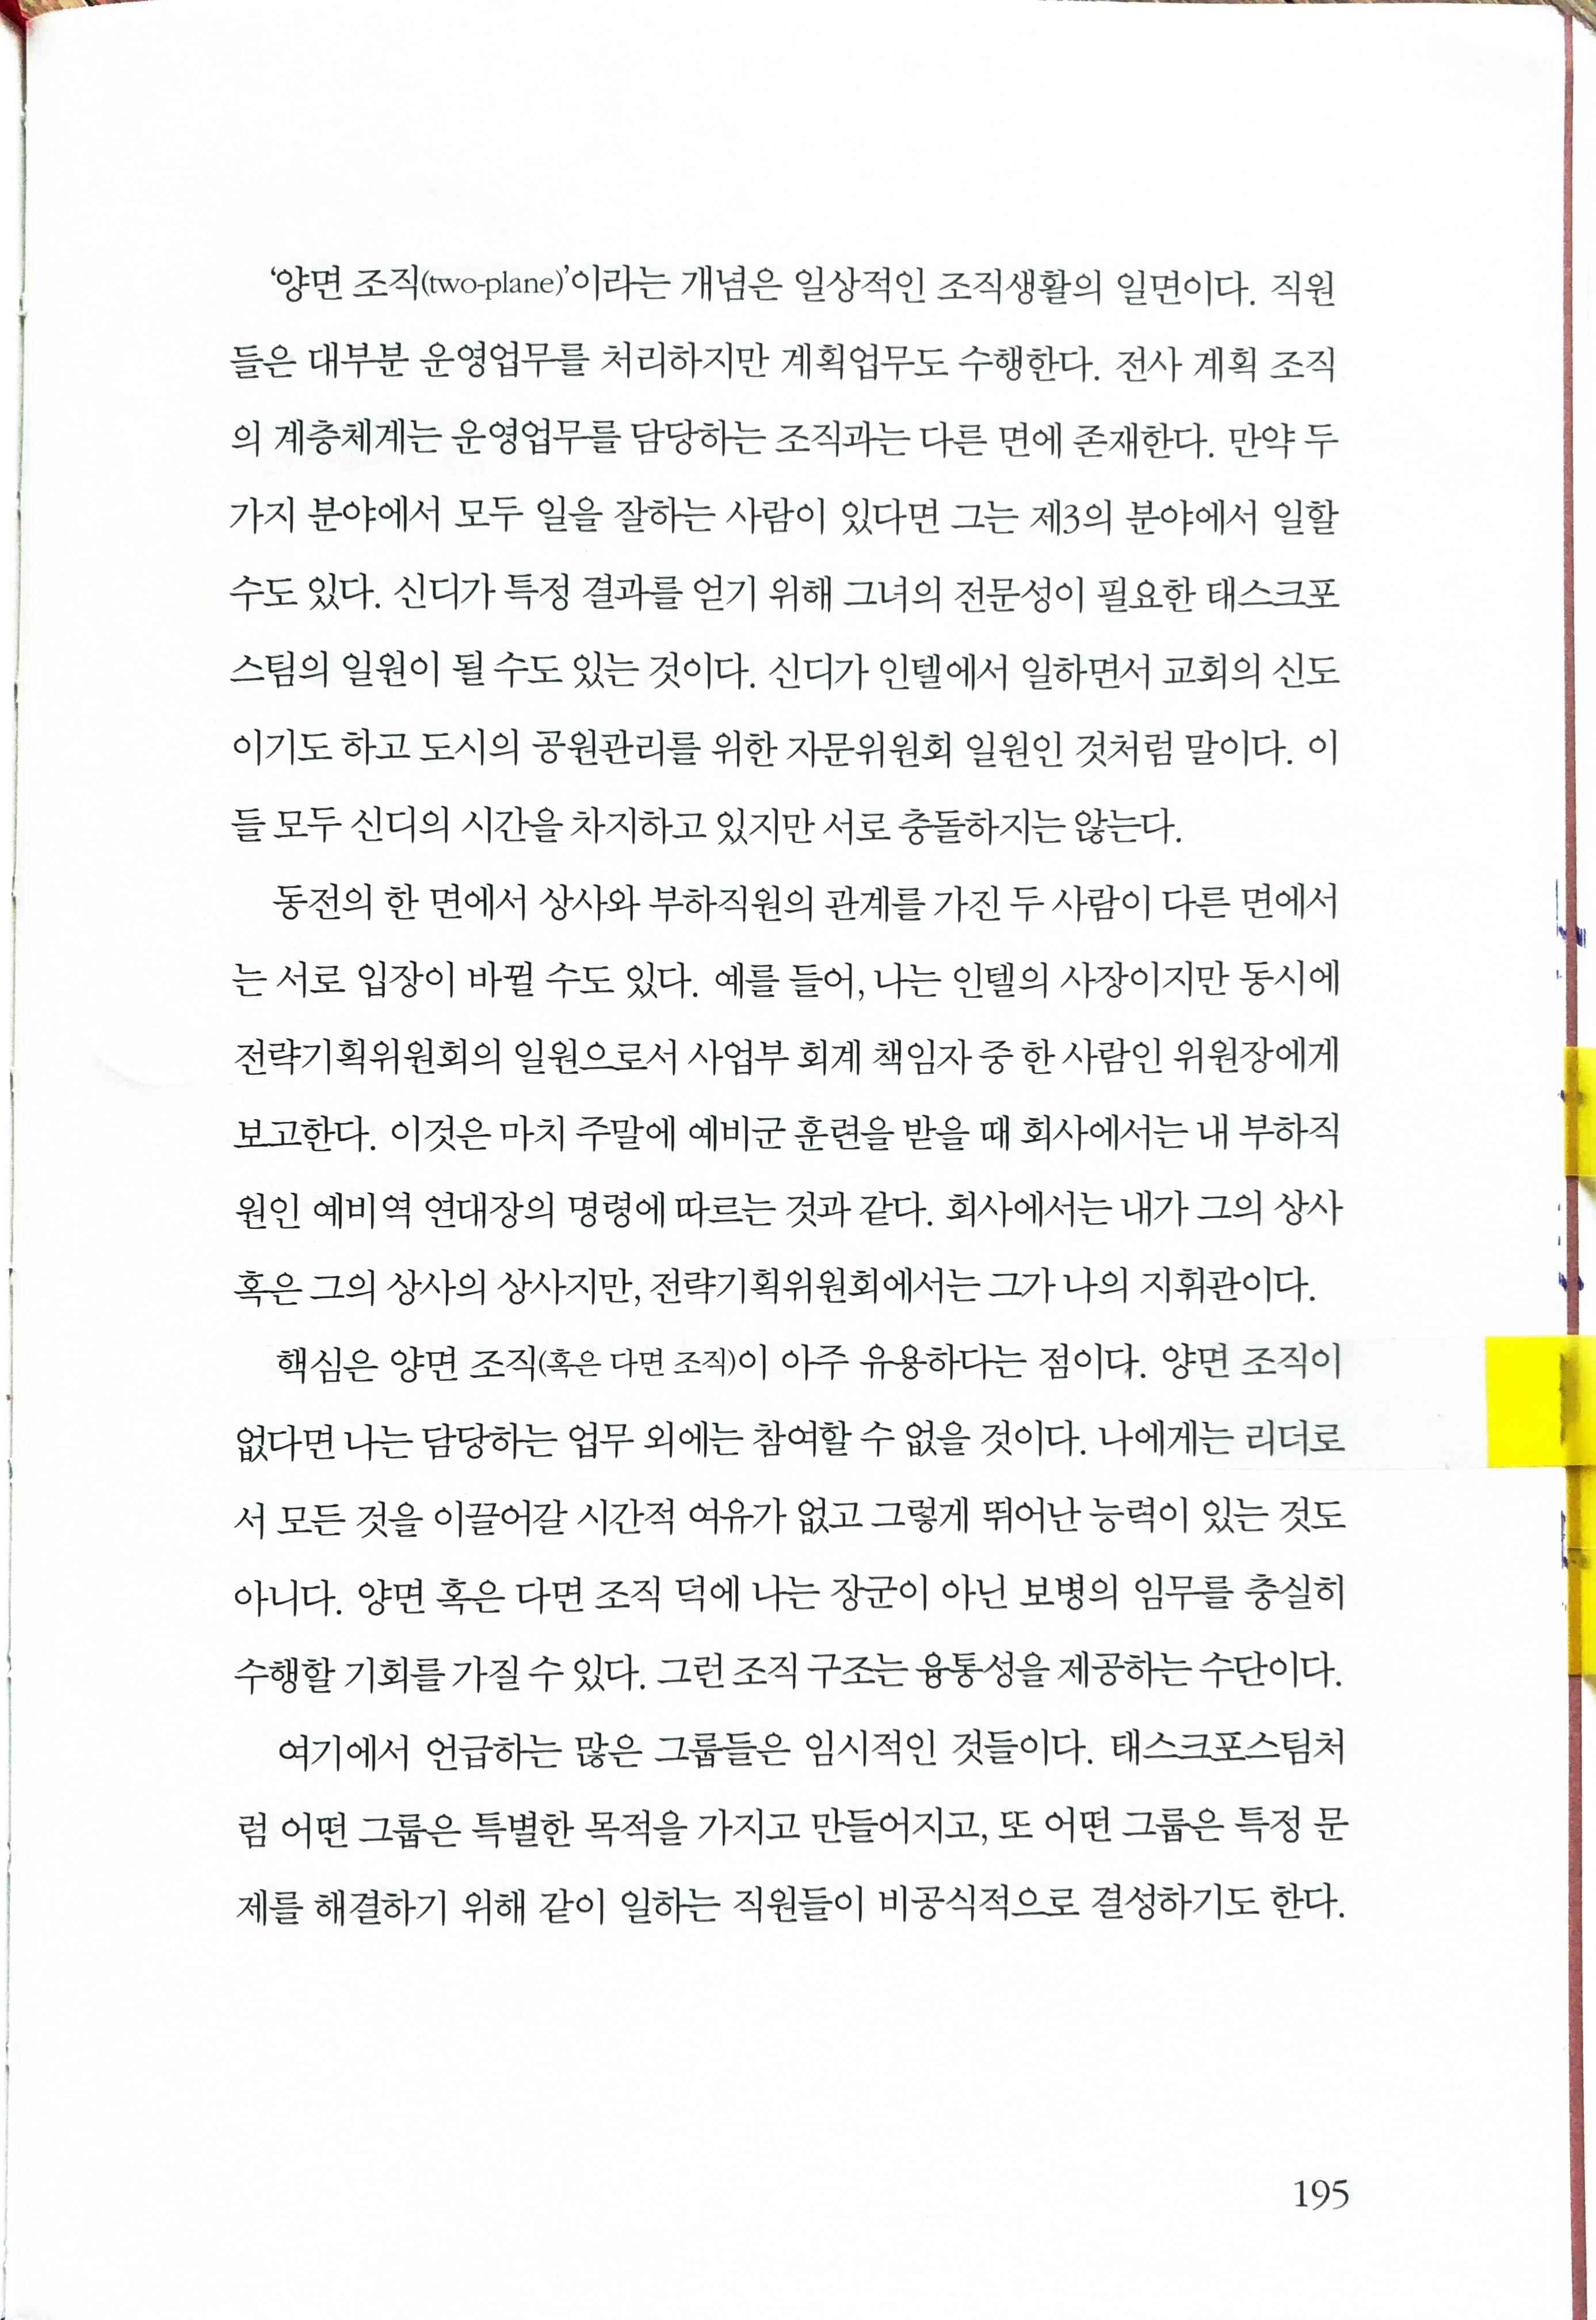 ‘양면 조직(two-plane)’이라는 개념은 일상적인 조직생활의 일면이다. 직원
들은 대부분 운영업무를 처리하지만 계획업무도 수행한다. 전사 계획 조직
의 계층체계는 운영업무를 담당하는 조직과는 다른 면에 존재한다. 만약 두
가지 분야에서 모두 일을 잘하는 사람이 있다면 그는 제3의 분야에서 일할
수도 있다. 신디가 특정 결과를 얻기 위해 그녀의 전문성이 필요한 태스크포
스팀의 일원이 될 수도 있는 것이다. 신디가 인텔에서 일하면서 교회의 신도
이기도 하고 도시의 공원관리를 위한 자문위원회 일원인 것처럼 말이다. 이
들 모두 신디의 시간을 차지하고 있지만 서로 충돌하지는 않는다.
동전의 한 면에서 상사와 부하직원의 관계를 가진 두 사람이 다른 면에서
는 서로 입장이 바뀔 수도 있다. 예를 들어, 나는 인텔의 사장이지만 동시에
전략기획위원회의 일원으로서 사업부 회계 책임자 중 한 사람인 위원장에게
보고한다. 이것은 마치 주말에 예비군 훈련을 받을 때 회사에서는 내 부하직
원인 예비역 연대장의 명령에 따르는 것과 같다. 회사에서는 내가 그의 상사
혹은 그의 상사의 상사지만, 전략기획위원회에서는 그가 나의 지휘관이다.
핵심은 양면 조직(혹은 다면 조직)이 아주 유용하다는 점이다. 양면 조직이
없다면 나는 담당하는 업무 외에는 참여할 수 없을 것이다. 나에게는 리더로
서 모든 것을 이끌어갈 시간적 여유가 없고 그렇게 뛰어난 능력이 있는 것도
아니다. 양면 혹은 다면 조직 덕에 나는 장군이 아닌 보병의 임무를 충실히
수행할 기회를 가질 수 있다. 그런 조직 구조는 융통성을 제공하는 수단이다.
여기에서 언급하는 많은 그룹들은 임시적인 것들이다. 태스크포스팀처
럼 어떤 그룹은 특별한 목적을 가지고 만들어지고, 또 어떤 그룹은 특정 문
제를 해결하기 위해 같이 일하는 직원들이 비공식적으로 결성하기도 한다.
195